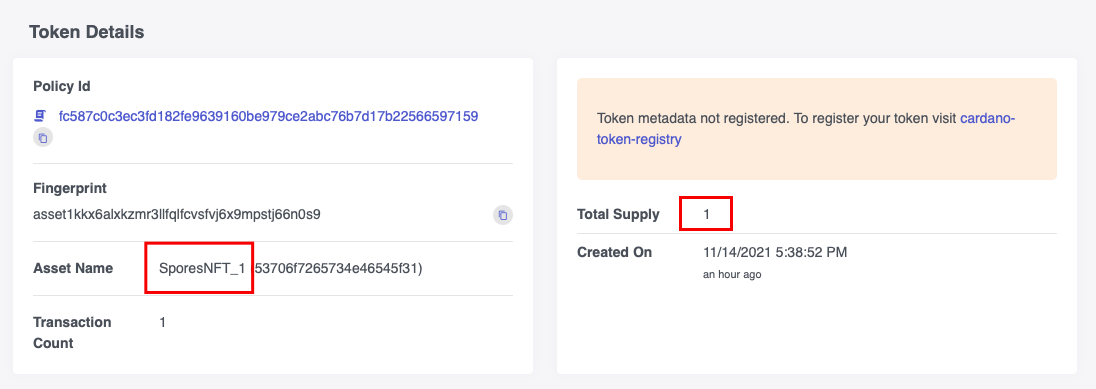 Token Details
Policy Id
fc587c0c3ec3fd182fe9639160be979ce2abc76b7d17b22566597159
Fingerprint
asset1kkx6alxkzmr3llfqlfcvsfvj6x9mpstj66n0s9
Asset Name SporesNFT_1 53706f7265734e46545f31)
Transaction Count 1
Token metadata not registered. To register your token visit cardano-
token-registry
Total Supply 1
Created On 11/14/2021 5:38:52 PM
an hour ago